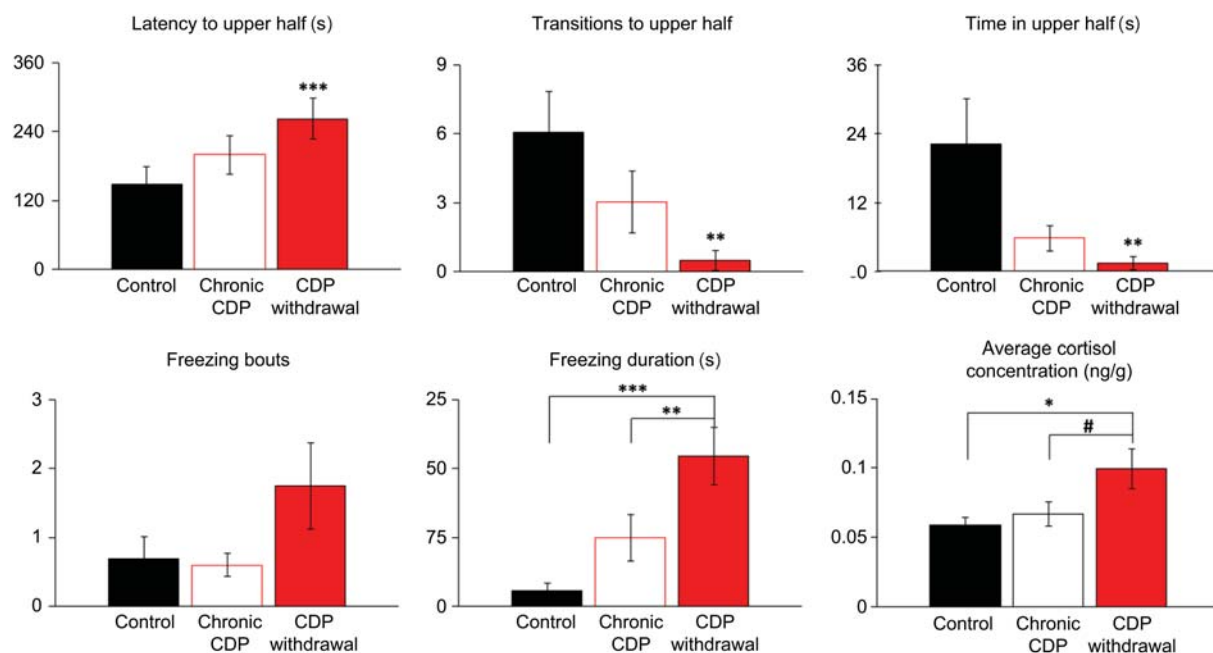 Latency to upper half (s)
360
240
120
0
***
Control
Chronic
CDP
CDP
withdrawal
Transitions to upper half
9
6
3
0
**
Control
Chronic
CDP
CDP
withdrawal
Time in upper half (s)
36
24
12
-0
**
Control
Chronic
CDP
CDP
withdrawal
Freezing bouts
3
2
1
0
Control
Chronic
CDP
CDP
withdrawal
Freezing duration (s)
25
50
75
0
***
**
Control
Chronic
CDP
CDP
withdrawal
Average cortisol
concentration (ng/g)
0.15
0.1
0.05
0
*
#
Control
Chronic
CDP
CDP
withdrawal